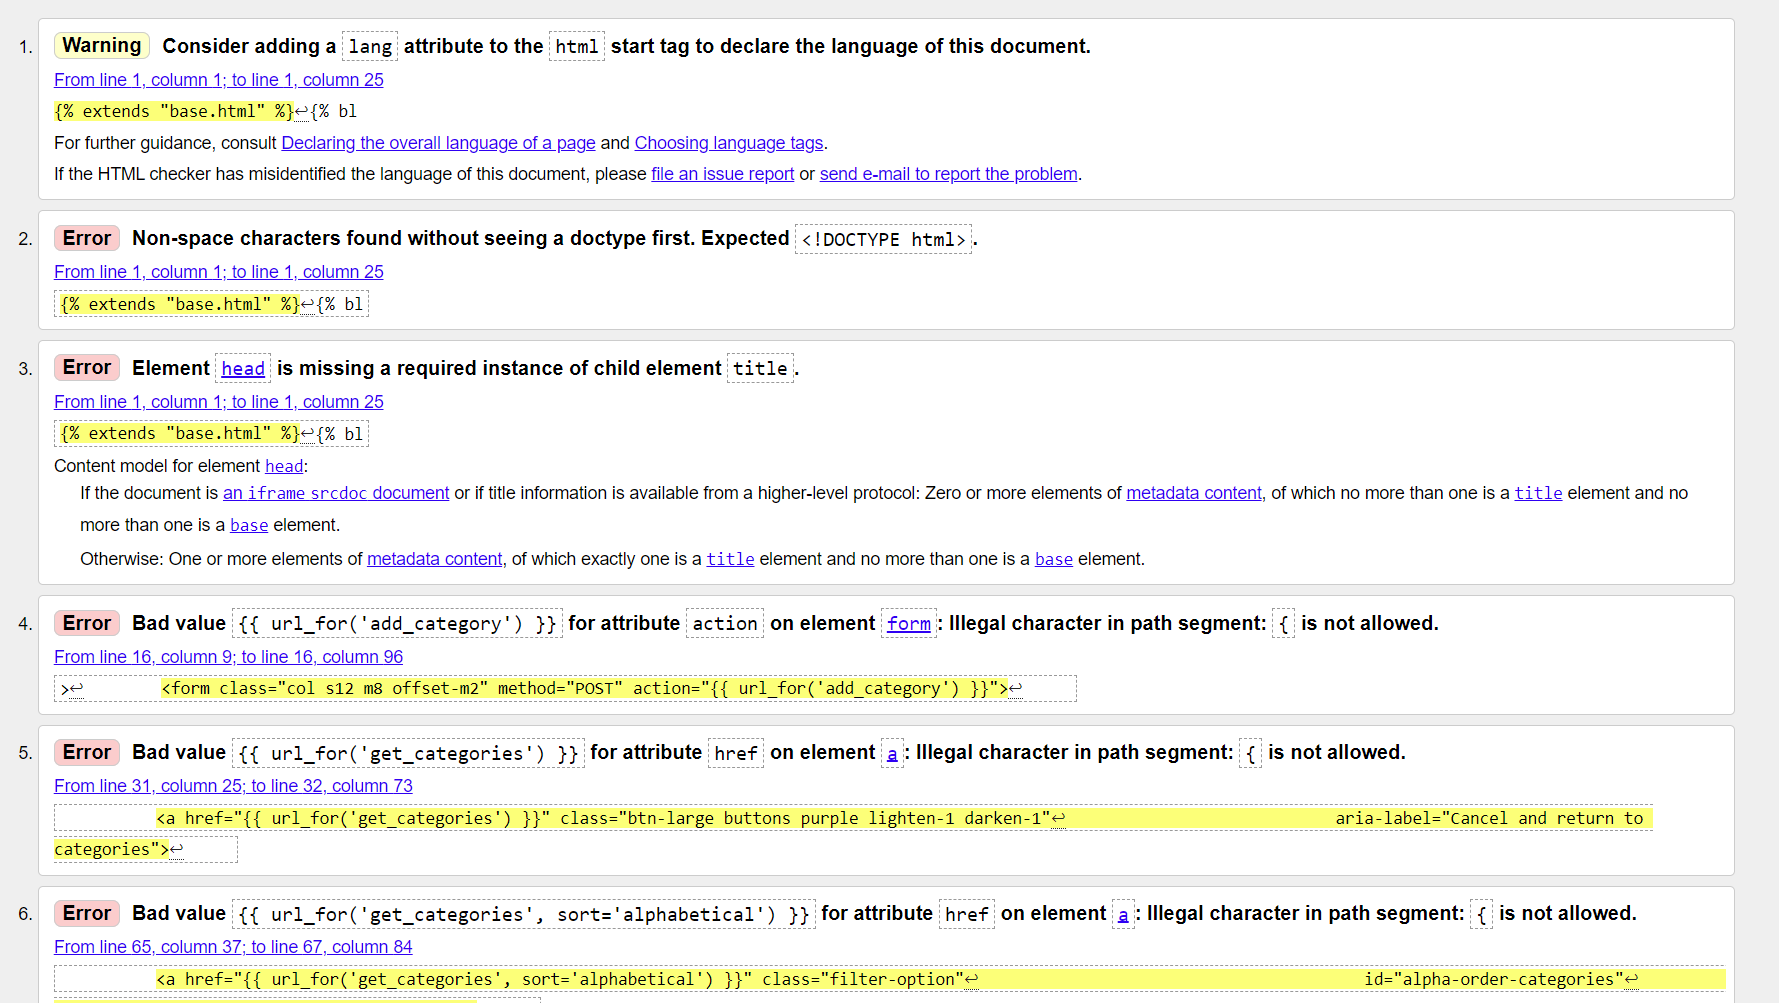 1. Warning Consider adding a lang attribute to the html start tag to declare the language of this document.
From line 1, column 1; to line 1, column 25
{% extends "base.html" %}↩{% bl
For further guidance, consult Declaring the overall language of a page and Choosing language tags.
If the HTML checker has misidentified the language of this document, please file an issue report or send e-mail to report the problem.
2. Error Non-space characters found without seeing a doctype first. Expected <!DOCTYPE html>.
From line 1, column 1; to line 1, column 25
{% extends "base.html" %}↩{% bl
3. Error Element head is missing a required instance of child element title.
From line 1, column 1; to line 1, column 25
{% extends "base.html" %}↩{% bl
Content model for element head:
If the document is an iframe srcdoc document or if title information is available from a higher-level protocol: Zero or more elements of metadata content, of which no more than one is a title element and no
more than one is a base element.
Otherwise: One or more elements of metadata content, of which exactly one is a title element and no more than one is a base element.
4. Error Bad value {{ url_for('add_category') }} for attribute action on element form: Illegal character in path segment: { is not allowed.
From line 16, column 9; to line 16, column 96
>↩ <form class="col s12 m8 offset-m2" method="POST" action="{{ url_for('add_category') }}">↩
5. Error Bad value {{ url_for('get_categories') }} for attribute href on element a: Illegal character in path segment: { is not allowed.
From line 31, column 25; to line 32, column 73
<a href="{{ url_for('get_categories') }}" class="btn-large buttons purple lighten-1 darken-1"↩ aria-label="Cancel and return to
categories">↩
6. Error Bad value {{ url_for('get_categories', sort='alphabetical') }} for attribute href on element a: Illegal character in path segment: { is not allowed.
From line 65, column 37; to line 67, column 84
<a href="{{ url_for('get_categories', sort='alphabetical') }}" class="filter-option"↩ id="alpha-order-categories"↩